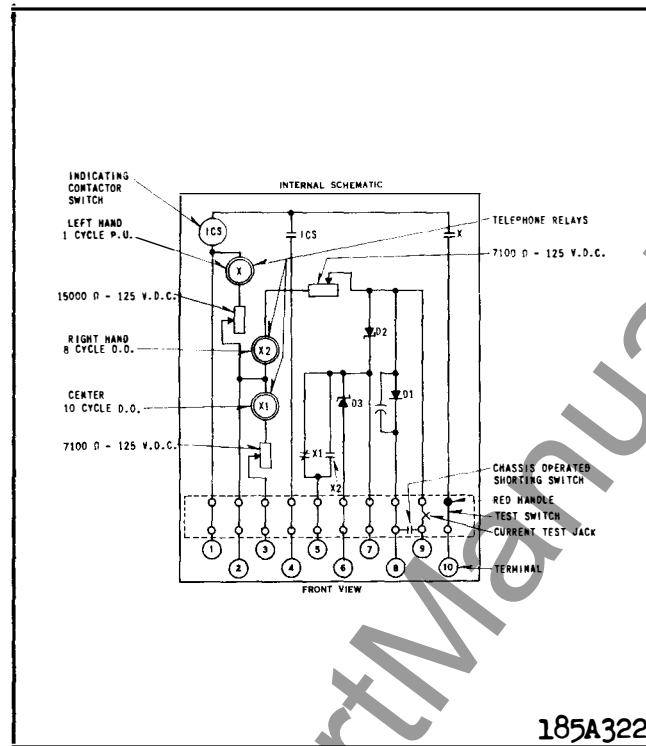 INTERNAL SCHEMATIC
INDICATING
CONTACTOR
SWITCH
LEFT HAND
1 CYCLE P.U.
15000 Ω - 125 V.D.C.
RIGHT HAND
8 CYCLE D.O.
CENTER
10 CYCLE D.O.
7100 Ω - 125 V.D.C.
ICS
X
ICS
X
X2
X1
D2
D3
D1
X1
X2
TELEPHONE RELAYS
7100 Ω - 125 V.D.C.
CHASSIS OPERATED
SHORTING SWITCH
RED HANDLE
TEST SWITCH
CURRENT TEST JACK
TERMINAL
1
2
3
4
5
6
7
8
9
10
FRONT VIEW
185A322